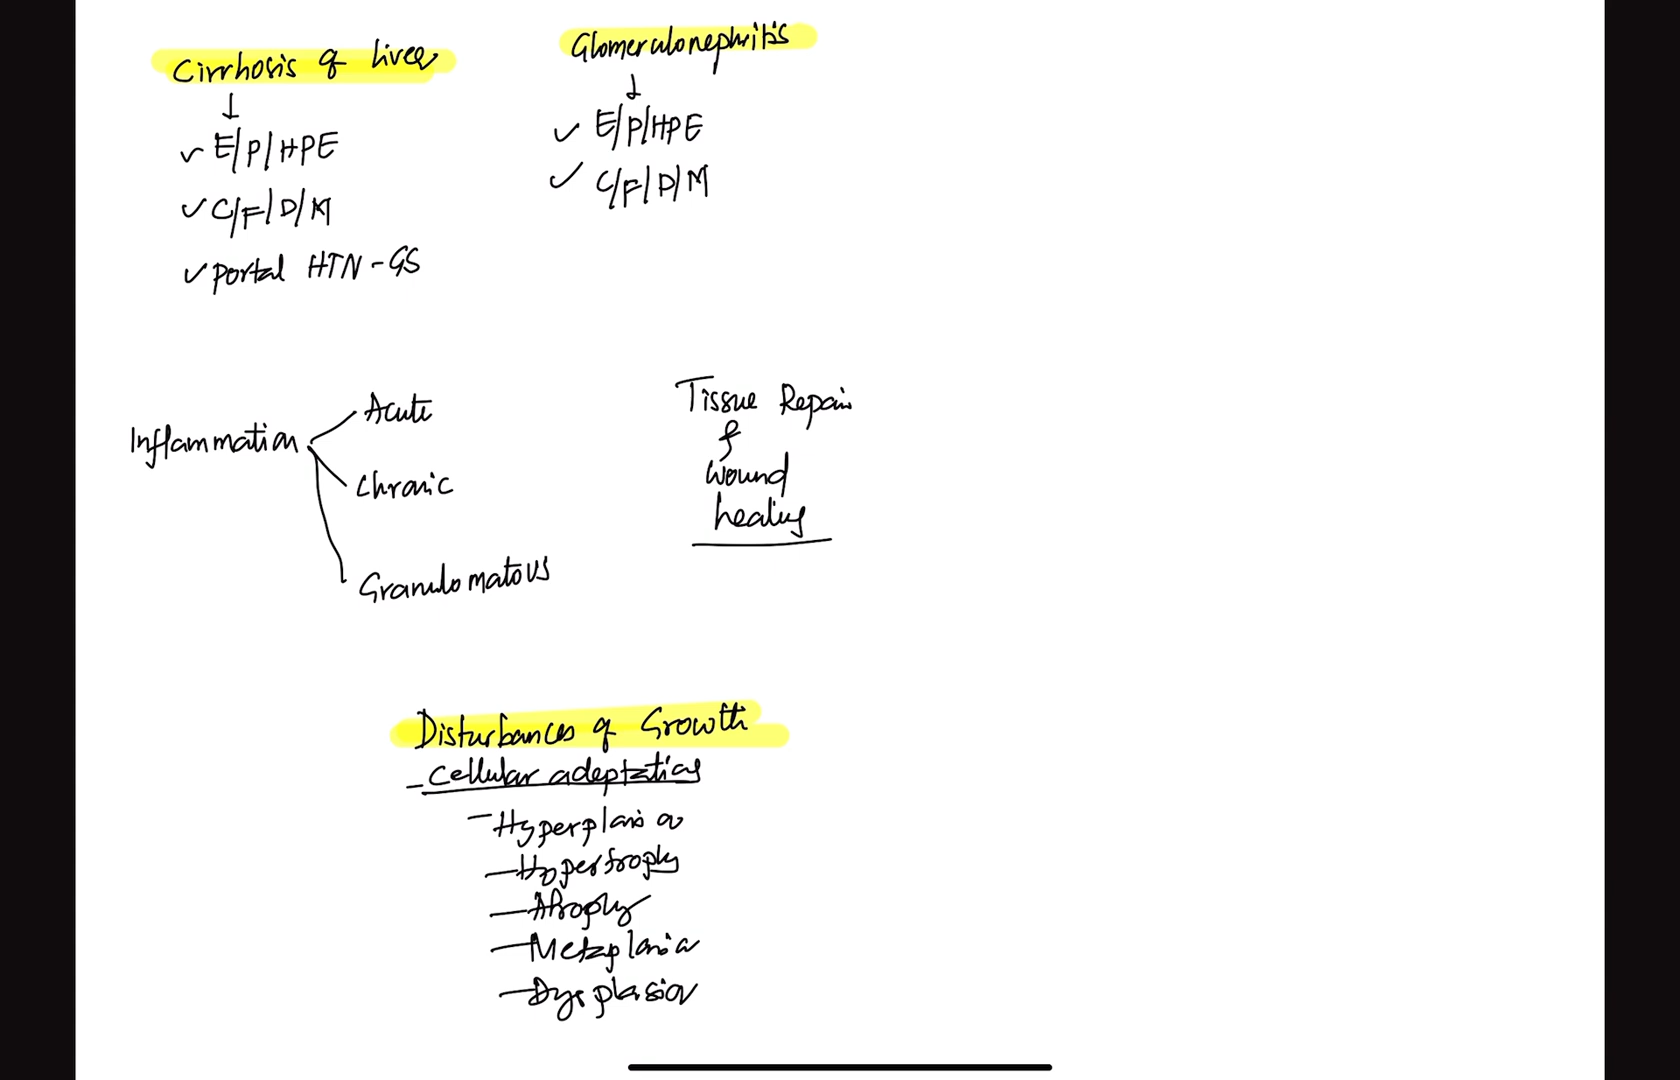 Cirrhosis of liver
E/P/HPE
C/F/D/M
Portal HTN - GS
Glomerulonephritis
E/P/HPE
C/F/D/M
Inflammation
Acute
Chronic
Granulomatous
Tissue Repair
&
Wound
healing
Disturbances of Growth
- Cellular adaptations
- Hyperplasia
- Hypertrophy
- Atrophy
- Metaplasia
- Dysplasia